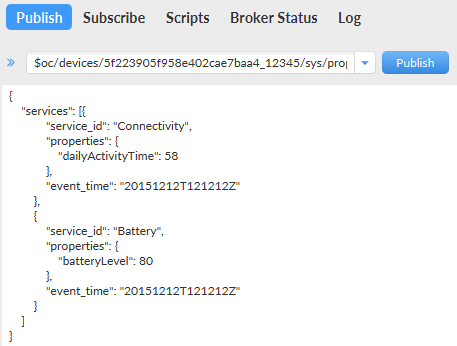 Publish Subscribe Scripts Broker Status Log
$oc/devices/5f223905f958e402cae7baa4_12345/sys/prop Publish
{
"services": [{
"service_id": "Connectivity",
"properties": {
"dailyActivityTime": 58
},
"event_time": "20151212T121212Z"
},
{
"service_id": "Battery",
"properties": {
"batteryLevel": 80
},
"event_time": "20151212T121212Z"
}
]
}